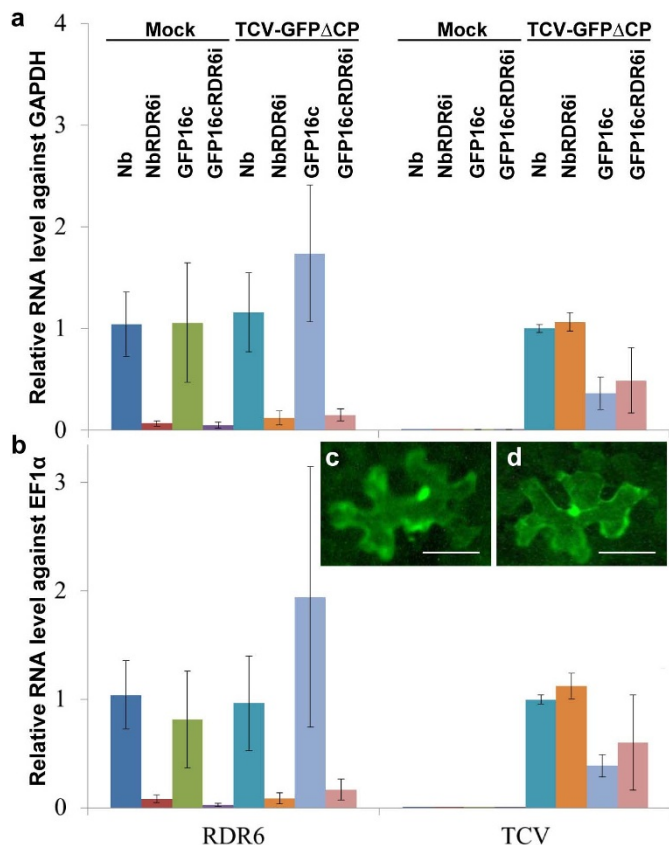 a
Mock TCV-GFPΔCP Mock TCV-GFPΔCP
Nb NbRDR6i GFP16c GFP16cRDR6i Nb NbRDR6i GFP16c GFP16cRDR6i Nb NbRDR6i GFP16c GFP16cRDR6i Nb NbRDR6i GFP16c GFP16cRDR6i
Relative RNA level against GAPDH
4
3
2
1
0
b
c
d
Relative RNA level against EF1α
3
2
1
0
RDR6 TCV